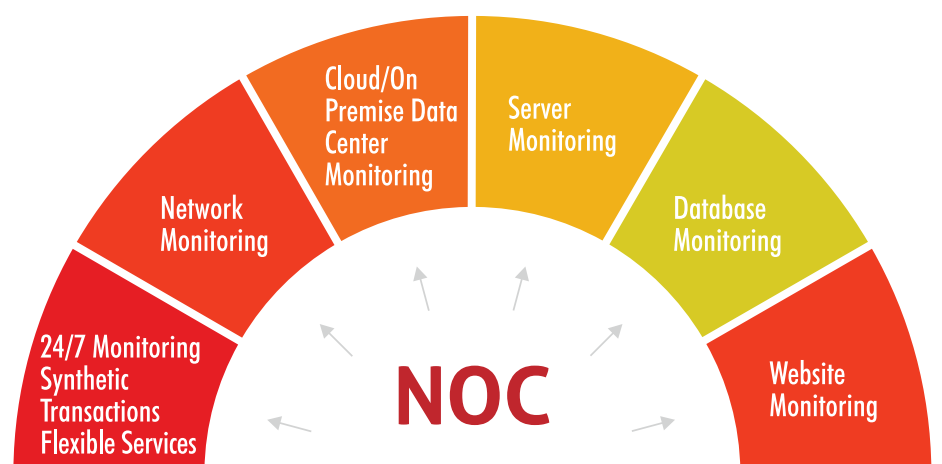 24/7 Monitoring
Synthetic
Transactions
Flexible Services
Network
Monitoring
Cloud/On
Premise Data
Center
Monitoring
Server
Monitoring
Database
Monitoring
Website
Monitoring
NOC